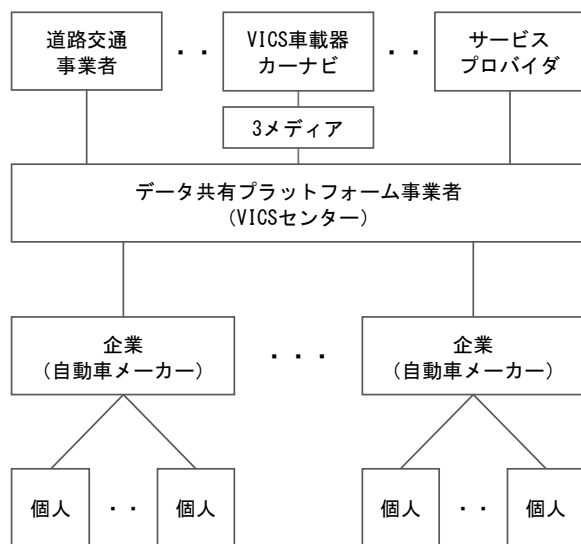 道路交通
事業者
・・
VICS車載器
カーナビ
・・
サービス
プロバイダ
3メディア
データ共有プラットフォーム事業者
(VICSセンター)
企業
(自動車メーカー)
・・・
企業
(自動車メーカー)
個人
・・
個人
個人
・・
個人